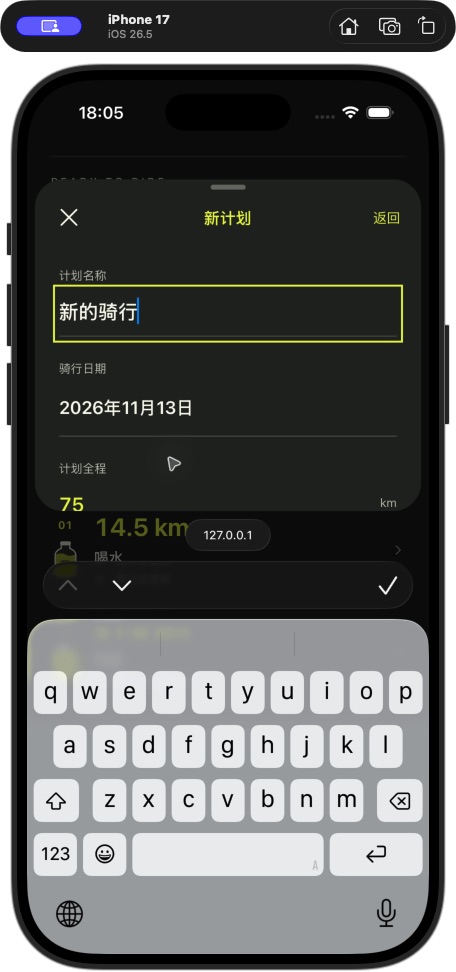 iPhone 17
iOS 26.5
18:05
新计划
返回
计划名称
新的骑行
骑行日期
2026年11月13日
计划全程
75
km
01
14.5 km
喝水
127.0.0.1
q w e r t y u i o p
a s d f g h j k l
z x c v b n m
123
A